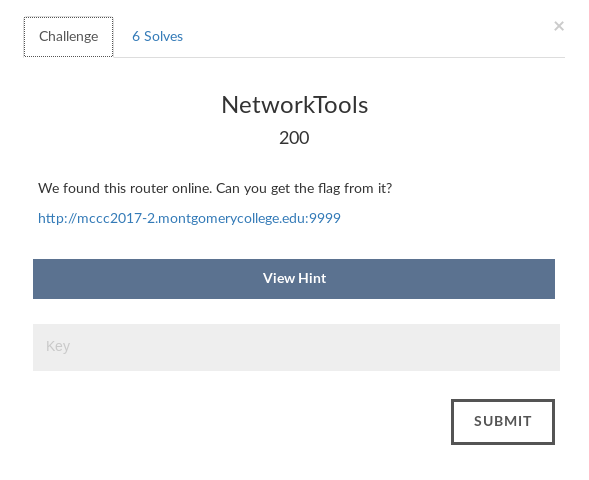 Challenge
6 Solves
×
NetworkTools
200
We found this router online. Can you get the flag from it?
http://mccc2017-2.montgomerycollege.edu:9999
View Hint
Key
SUBMIT